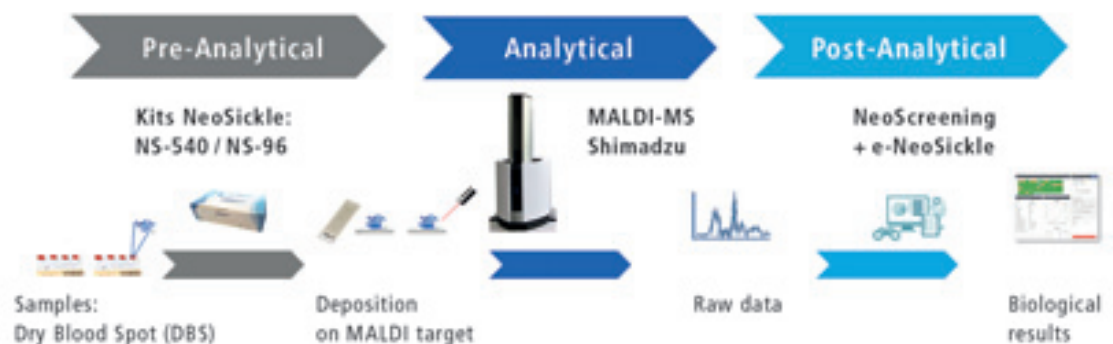 Pre-Analytical
Analytical
Post-Analytical
Kits NeoSickle:
NS-540 / NS-96
MALDI-MS
Shimadzu
NeoScreening
+ e-NeoSickle
Samples:
Dry Blood Spot (DBS)
Deposition
on MALDI target
Raw data
Biological
results